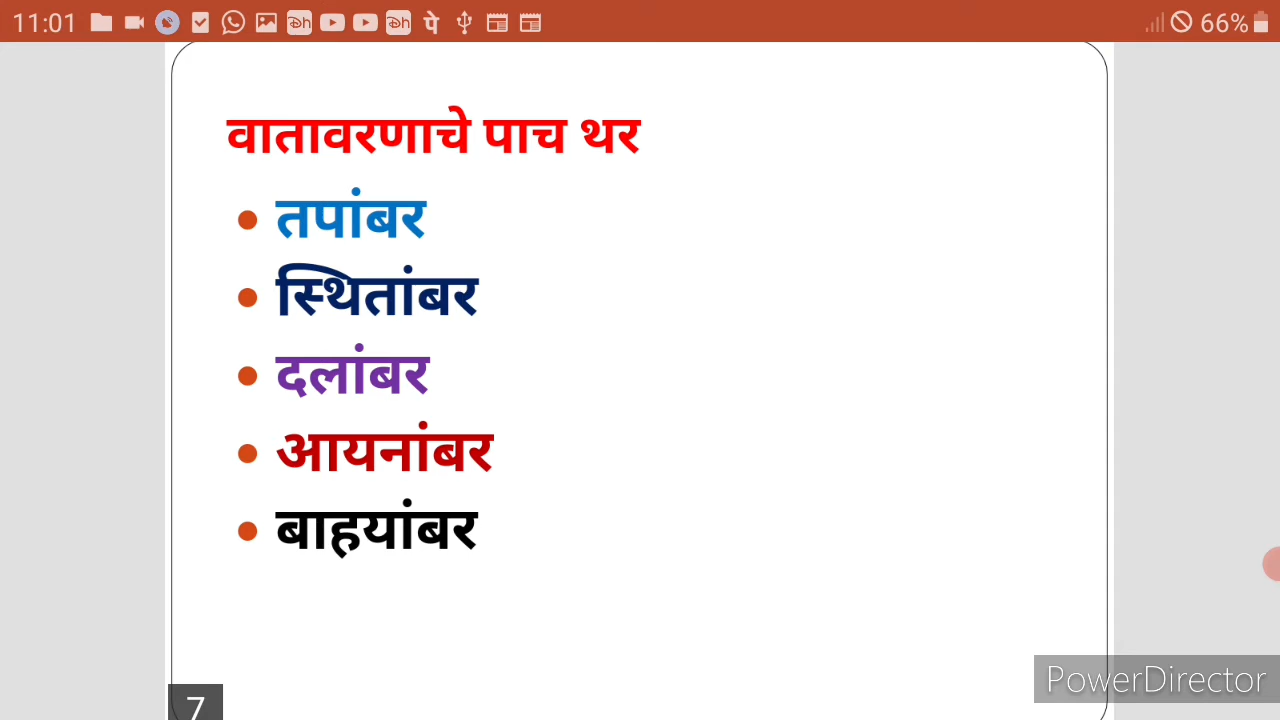 11:01 66%
वातावरणाचे पाच थर
• तपांबर
• स्थितांबर
• दलांबर
• आयनांबर
• बाहयांबर
PowerDirector
7